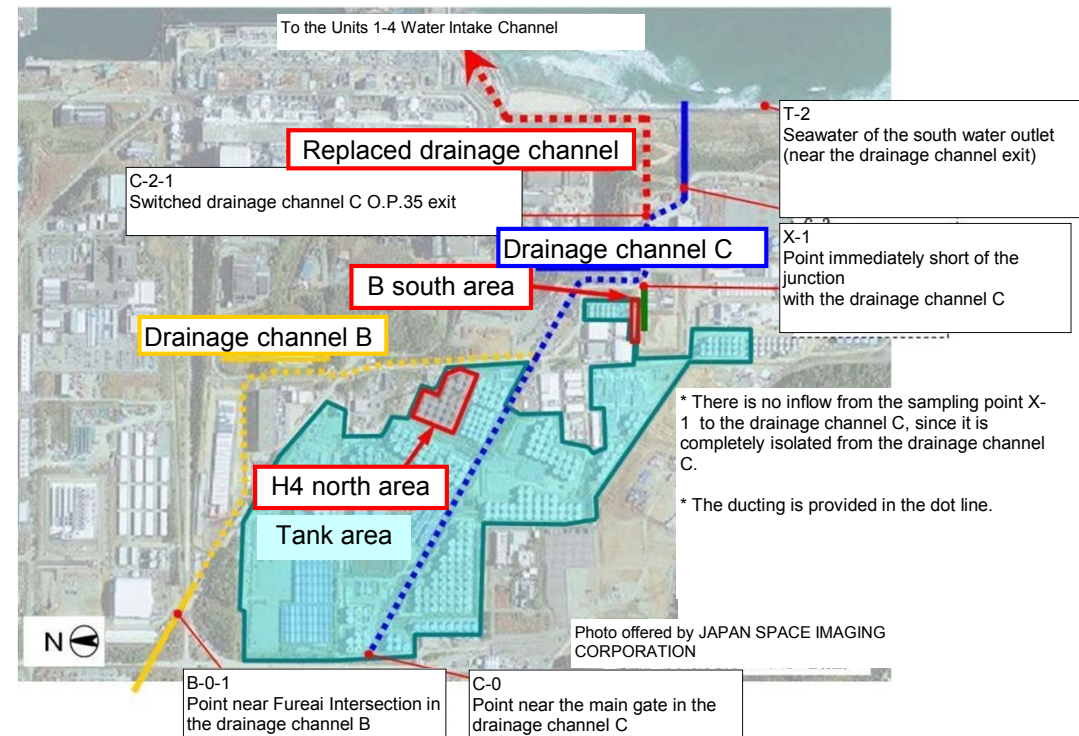 To the Units 1-4 Water Intake Channel
T-2
Seawater of the south water outlet
(near the drainage channel exit)
Replaced drainage channel
C-2-1
Switched drainage channel C O.P.35 exit
X-1
Point immediately short of the
junction
with the drainage channel C
Drainage channel C
B south area
Drainage channel B
* There is no inflow from the sampling point X-
1 to the drainage channel C, since it is
completely isolated from the drainage channel
C.
* The ducting is provided in the dot line.
H4 north area
Tank area
N
Photo offered by JAPAN SPACE IMAGING
CORPORATION
B-0-1
Point near Fureai Intersection in
the drainage channel B
C-0
Point near the main gate in the
drainage channel C